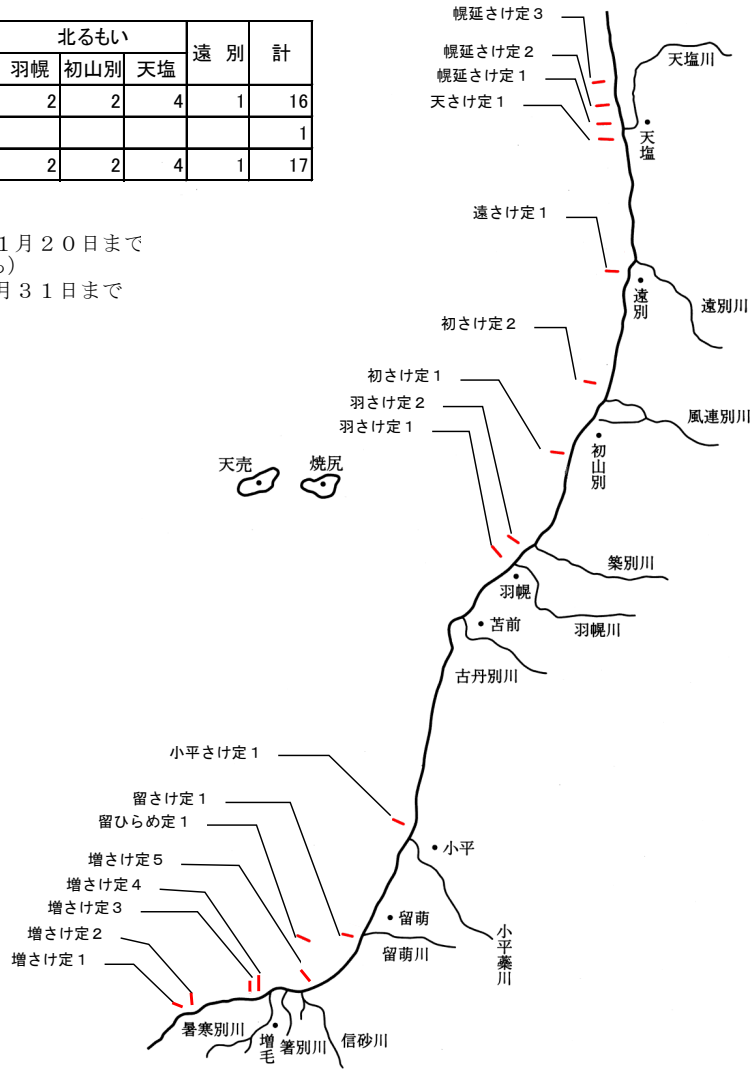 北るもい 遠 別 計
羽幌 初山別 天塩
2 2 4 1 16
1
2 2 4 1 17
1月20日まで
月31日まで
幌延さけ定3
幌延さけ定2
幌延さけ定1
天さけ定1
天塩川
天塩
遠さけ定1
遠別
遠別川
初さけ定2
初さけ定1
羽さけ定2
羽さけ定1
風連別川
初山別
天売
焼尻
築別川
羽幌
羽幌川
苫前
古丹別川
小平さけ定1
留さけ定1
留ひらめ定1
増さけ定5
増さけ定4
増さけ定3
増さけ定2
増さけ定1
小平
留萌
留萌川
小平蘂川
暑寒別川
増毛
箸別川
信砂川